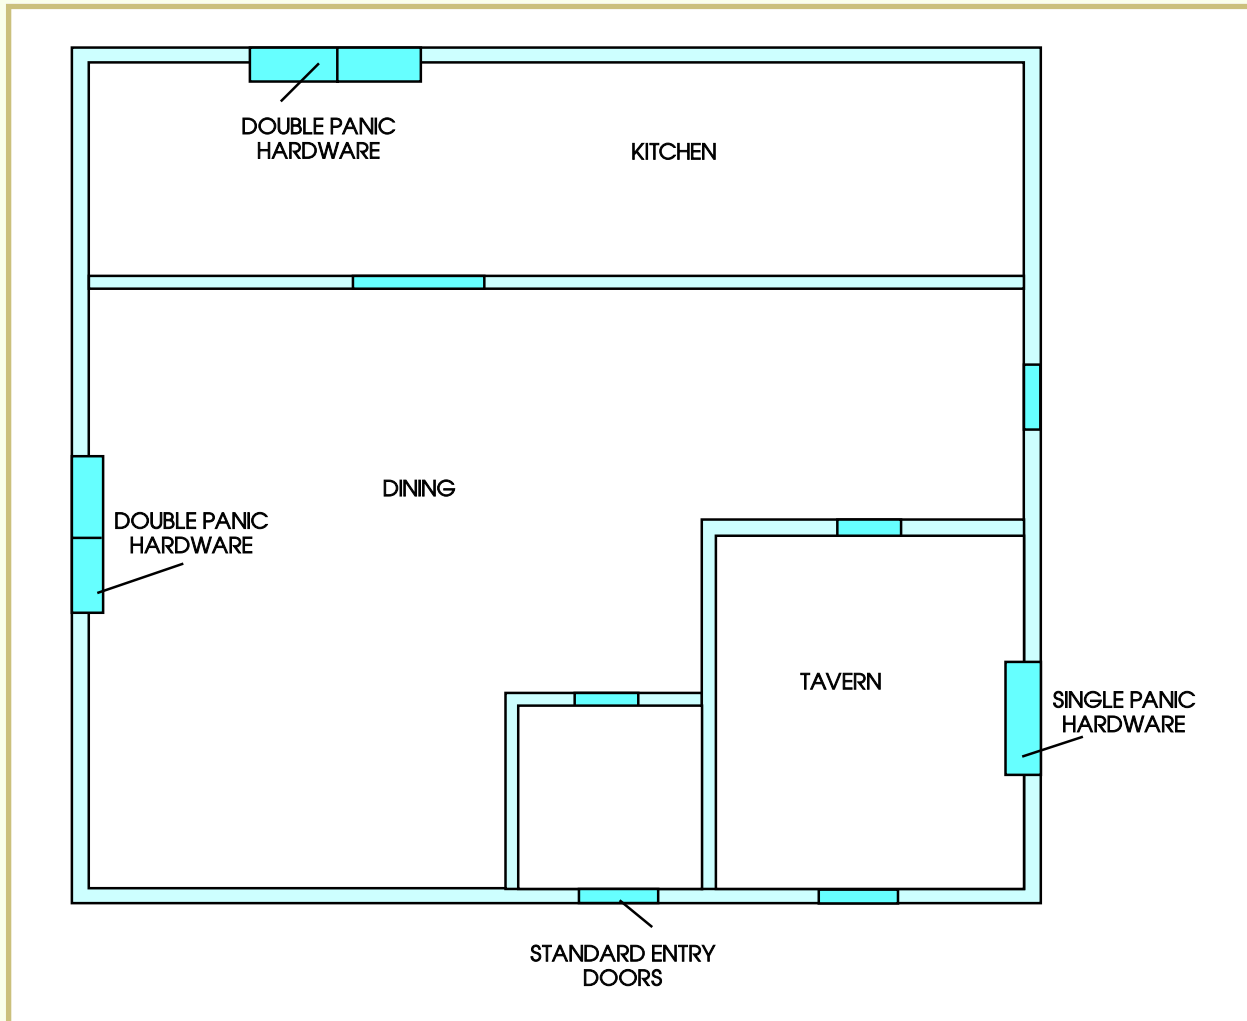 DOUBLE PANIC
HARDWARE
KITCHEN
DINING
DOUBLE PANIC
HARDWARE
TAVERN
SINGLE PANIC
HARDWARE
STANDARD ENTRY
DOORS